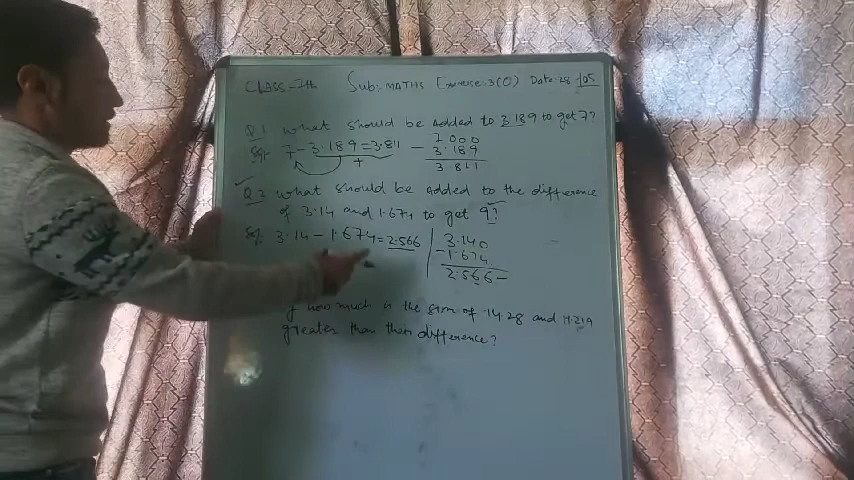 CLASS-7th Sub:- MATHS Exercise-3(C) Date-28/05
Q.1 What should be added to 3.189 to get 7?
Sol:- 7 - 3.189 = 3.811
7.000
- 3.189
3.811
Q.2 What should be added to the difference
of 3.14 and 1.674 to get 9?
Sol:- 3.14 - 1.674 = 2.566
3.140
- 1.674
2.566
how much is the sum of 14.28 and
greater than their difference?